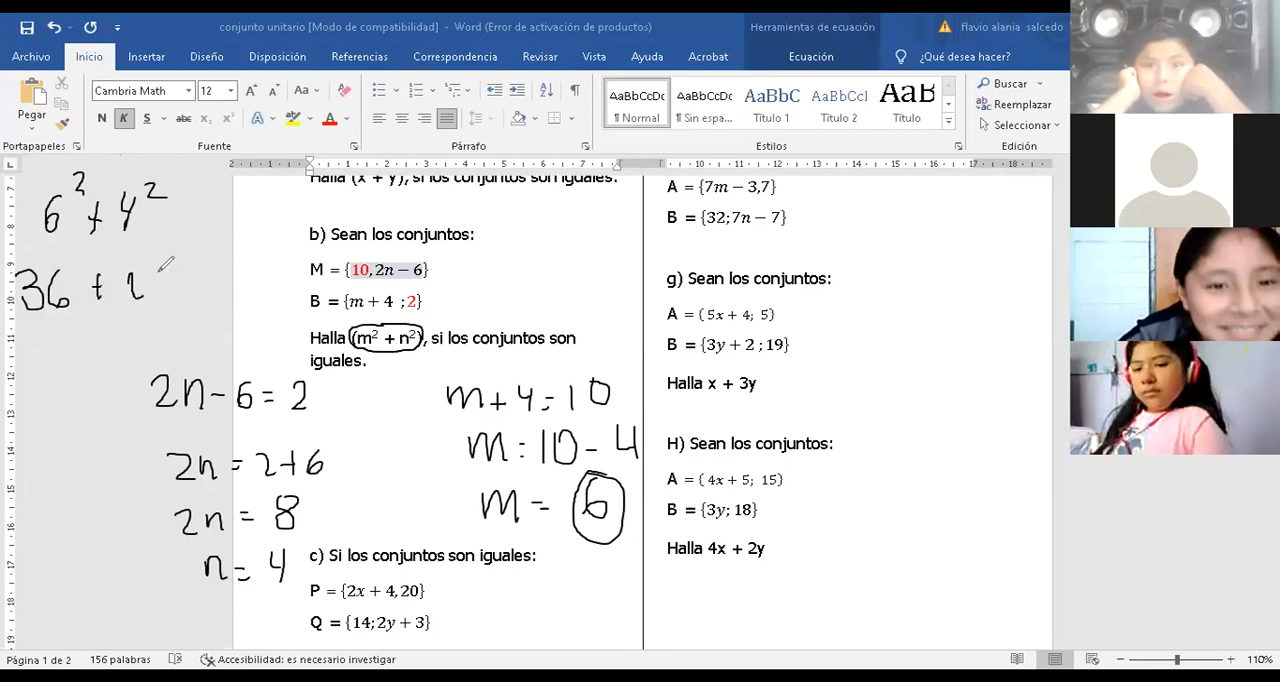 conjunto unitario [Modo de compatibilidad] - Word (Error de activación de productos)
Herramientas de ecuación
flavio alania salcedo
Archivo Inicio Insertar Diseño Disposición Referencias Correspondencia Revisar Vista Ayuda Acrobat Ecuación ¿Qué desea hacer?
Pegar
Cambria Math 12
N K S abc
Portapapeles Fuente Párrafo Estilos Edición
AaBbCcDc AaBbCcDc AaBbC AaBbCcI AaB
¶ Normal ¶ Sin espa... Título 1 Título 2 Título
Buscar
Reemplazar
Seleccionar
6² + 4²
36 + 2
Halla (x + y), si los conjuntos son iguales.
b) Sean los conjuntos:
M = {10, 2n − 6}
B = {m + 4 ;2}
Halla (m² + n²), si los conjuntos son
iguales.
2n - 6 = 2
2n = 2+6
2n = 8
n = 4
m + 4 = 10
m = 10 - 4
m = 6
c) Si los conjuntos son iguales:
P = {2x + 4, 20}
Q = {14; 2y + 3}
A = {7m − 3,7}
B = {32; 7n − 7}
g) Sean los conjuntos:
A = { 5x + 4; 5}
B = {3y + 2 ; 19}
Halla x + 3y
H) Sean los conjuntos:
A = { 4x + 5; 15}
B = {3y; 18}
Halla 4x + 2y
Página 1 de 2 156 palabras Accesibilidad: es necesario investigar 110%